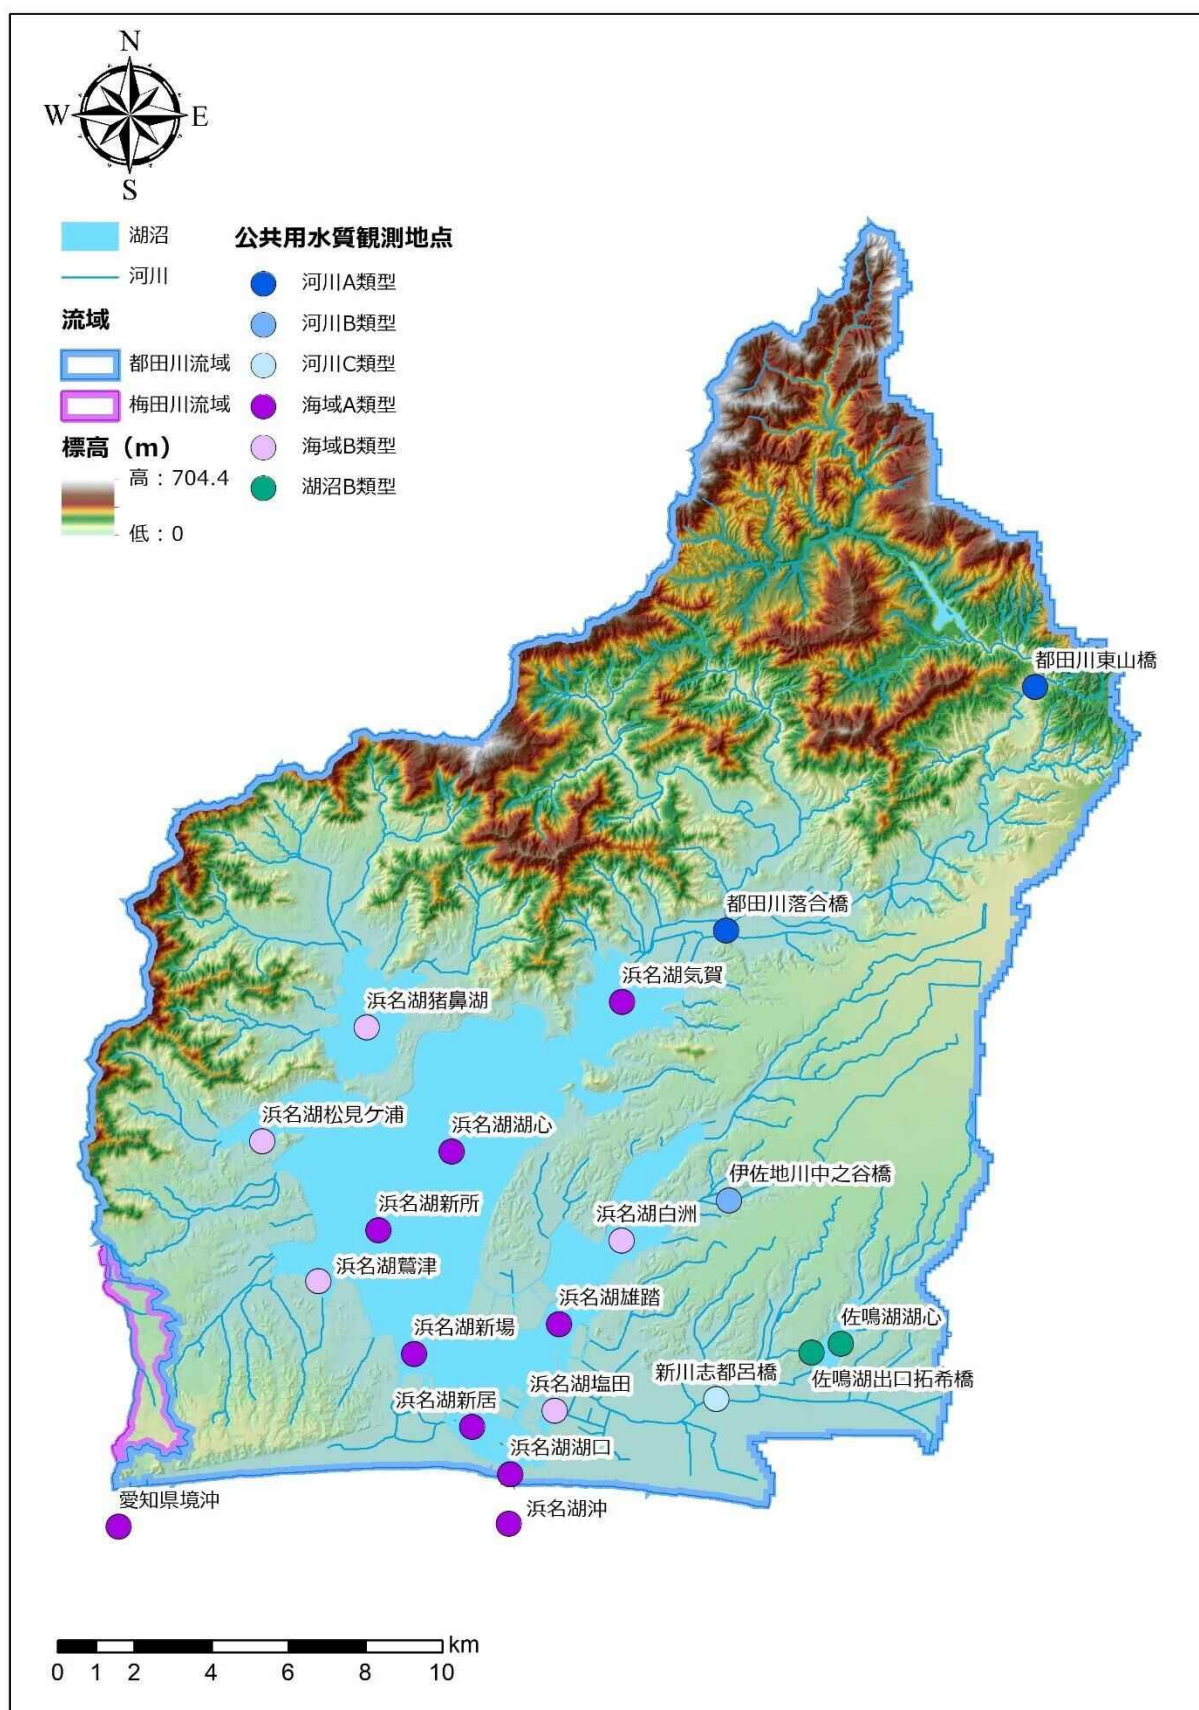 N
W
E
S
湖沼
河川
流域
都田川流域
梅田川流域
標高（m）
高：704.4
低：0
公共用水質観測地点
河川A類型
河川B類型
河川C類型
海域A類型
海域B類型
湖沼B類型
都田川東山橋
都田川落合橋
浜名湖気賀
浜名湖猪鼻湖
浜名湖松見ケ浦
浜名湖湖心
伊佐地川中之谷橋
浜名湖新所
浜名湖白洲
浜名湖鷲津
浜名湖雄踏
佐鳴湖湖心
浜名湖新場
新川志都呂橋
佐鳴湖出口拓希橋
浜名湖塩田
浜名湖新居
浜名湖湖口
愛知県境沖
浜名湖沖
km
0 1 2 4 6 8 10